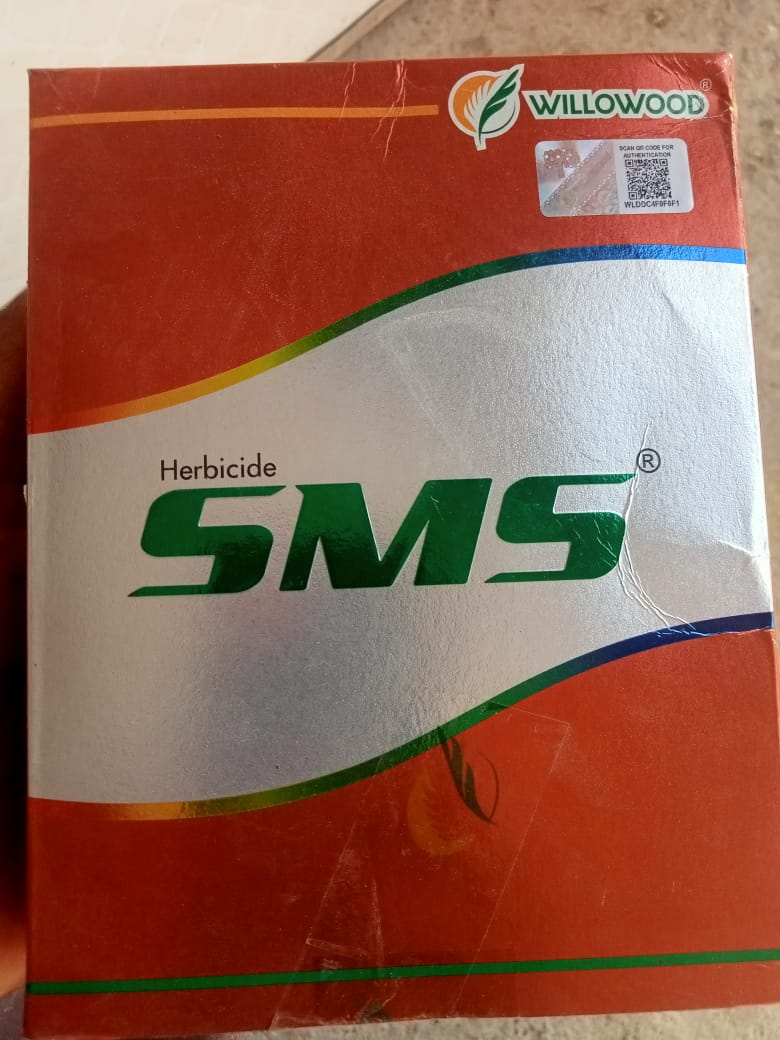 WILLOWOOD®
SCAN QR CODE FOR
AUTHENTICATION
WLDDC4F0F6F1
Herbicide
SMS®